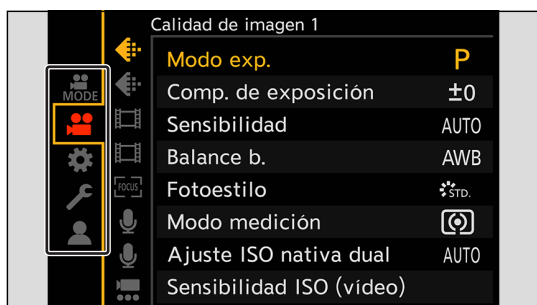 Calidad de imagen 1
MODE
FOCUS
Modo exp. P
Comp. de exposición ±0
Sensibilidad AUTO
Balance b. AWB
Fotoestilo STD.
Modo medición
Ajuste ISO nativa dual AUTO
Sensibilidad ISO (vídeo)